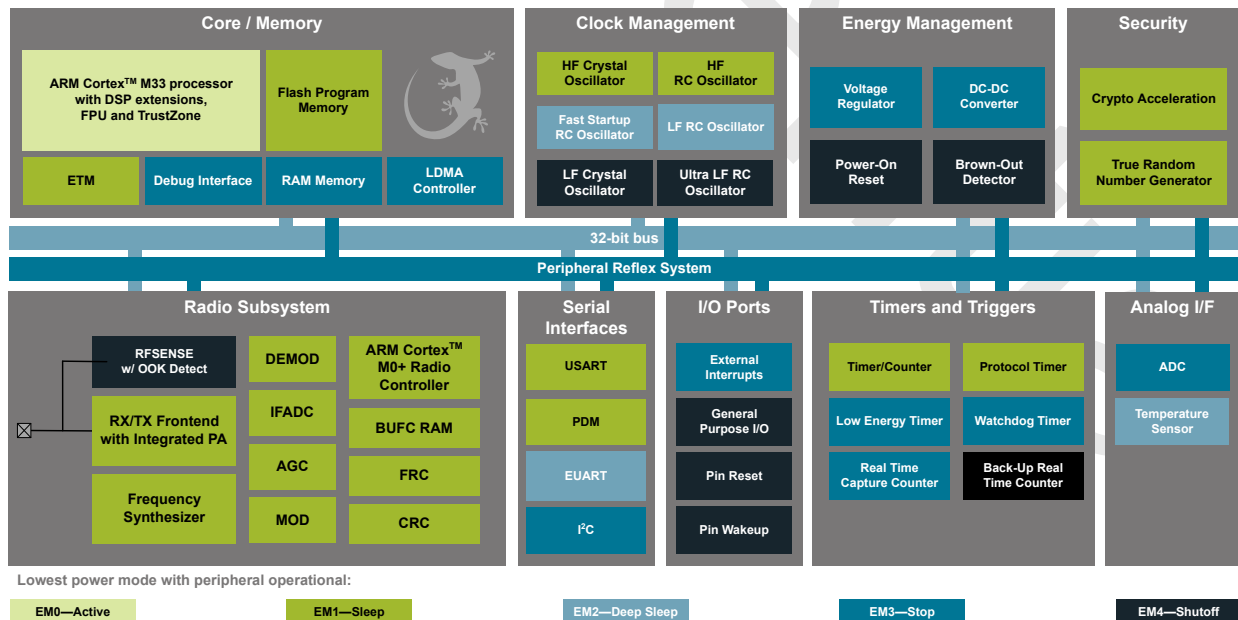 Core / Memory
ARM Cortex™ M33 processor
with DSP extensions,
FPU and TrustZone
Flash Program
Memory
ETM
Debug Interface
RAM Memory
LDMA
Controller
Clock Management
HF Crystal
Oscillator
HF
RC Oscillator
Fast Startup
RC Oscillator
LF RC Oscillator
LF Crystal
Oscillator
Ultra LF RC
Oscillator
Energy Management
Voltage
Regulator
DC-DC
Converter
Power-On
Reset
Brown-Out
Detector
Security
Crypto Acceleration
True Random
Number Generator
32-bit bus
Peripheral Reflex System
Radio Subsystem
RFSENSE
w/ OOK Detect
RX/TX Frontend
with Integrated PA
Frequency
Synthesizer
DEMOD
IFADC
AGC
MOD
ARM Cortex™
M0+ Radio
Controller
BUFC RAM
FRC
CRC
Serial
Interfaces
USART
PDM
EUART
I²C
I/O Ports
External
Interrupts
General
Purpose I/O
Pin Reset
Pin Wakeup
Timers and Triggers
Timer/Counter
Protocol Timer
Low Energy Timer
Watchdog Timer
Real Time
Capture Counter
Back-Up Real
Time Counter
Analog I/F
ADC
Temperature
Sensor
Lowest power mode with peripheral operational:
EM0—Active
EM1—Sleep
EM2—Deep Sleep
EM3—Stop
EM4—Shutoff